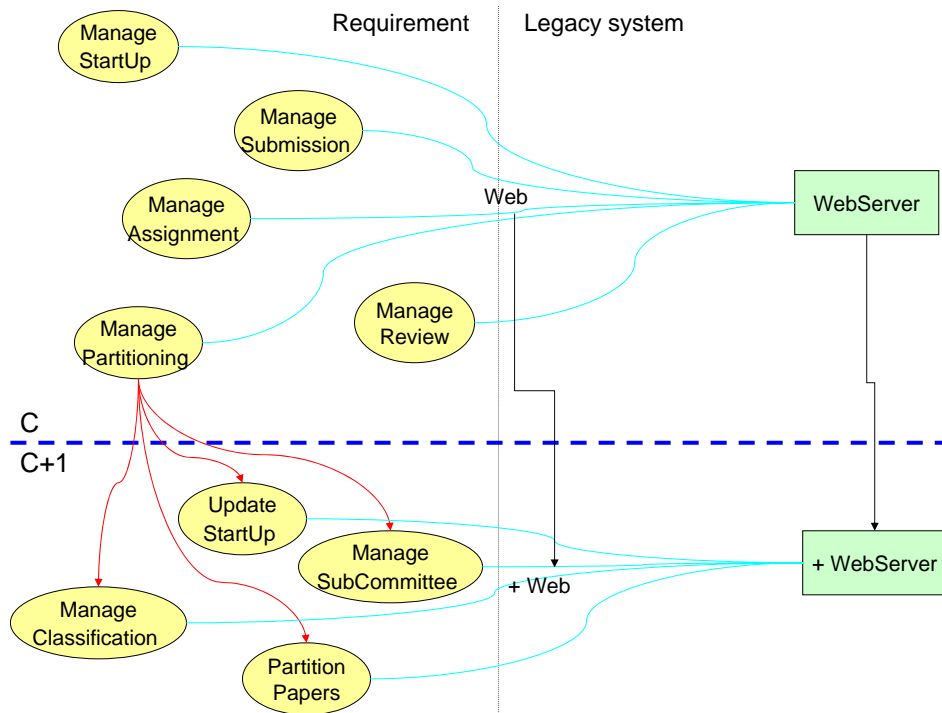 Requirement
Legacy system
Manage
StartUp
Manage
Submission
Web
WebServer
Manage
Assignment
Manage
Review
Manage
Partitioning
C
C+1
Update
StartUp
Manage
SubCommittee
+ Web
+ WebServer
Manage
Classification
Partition
Papers